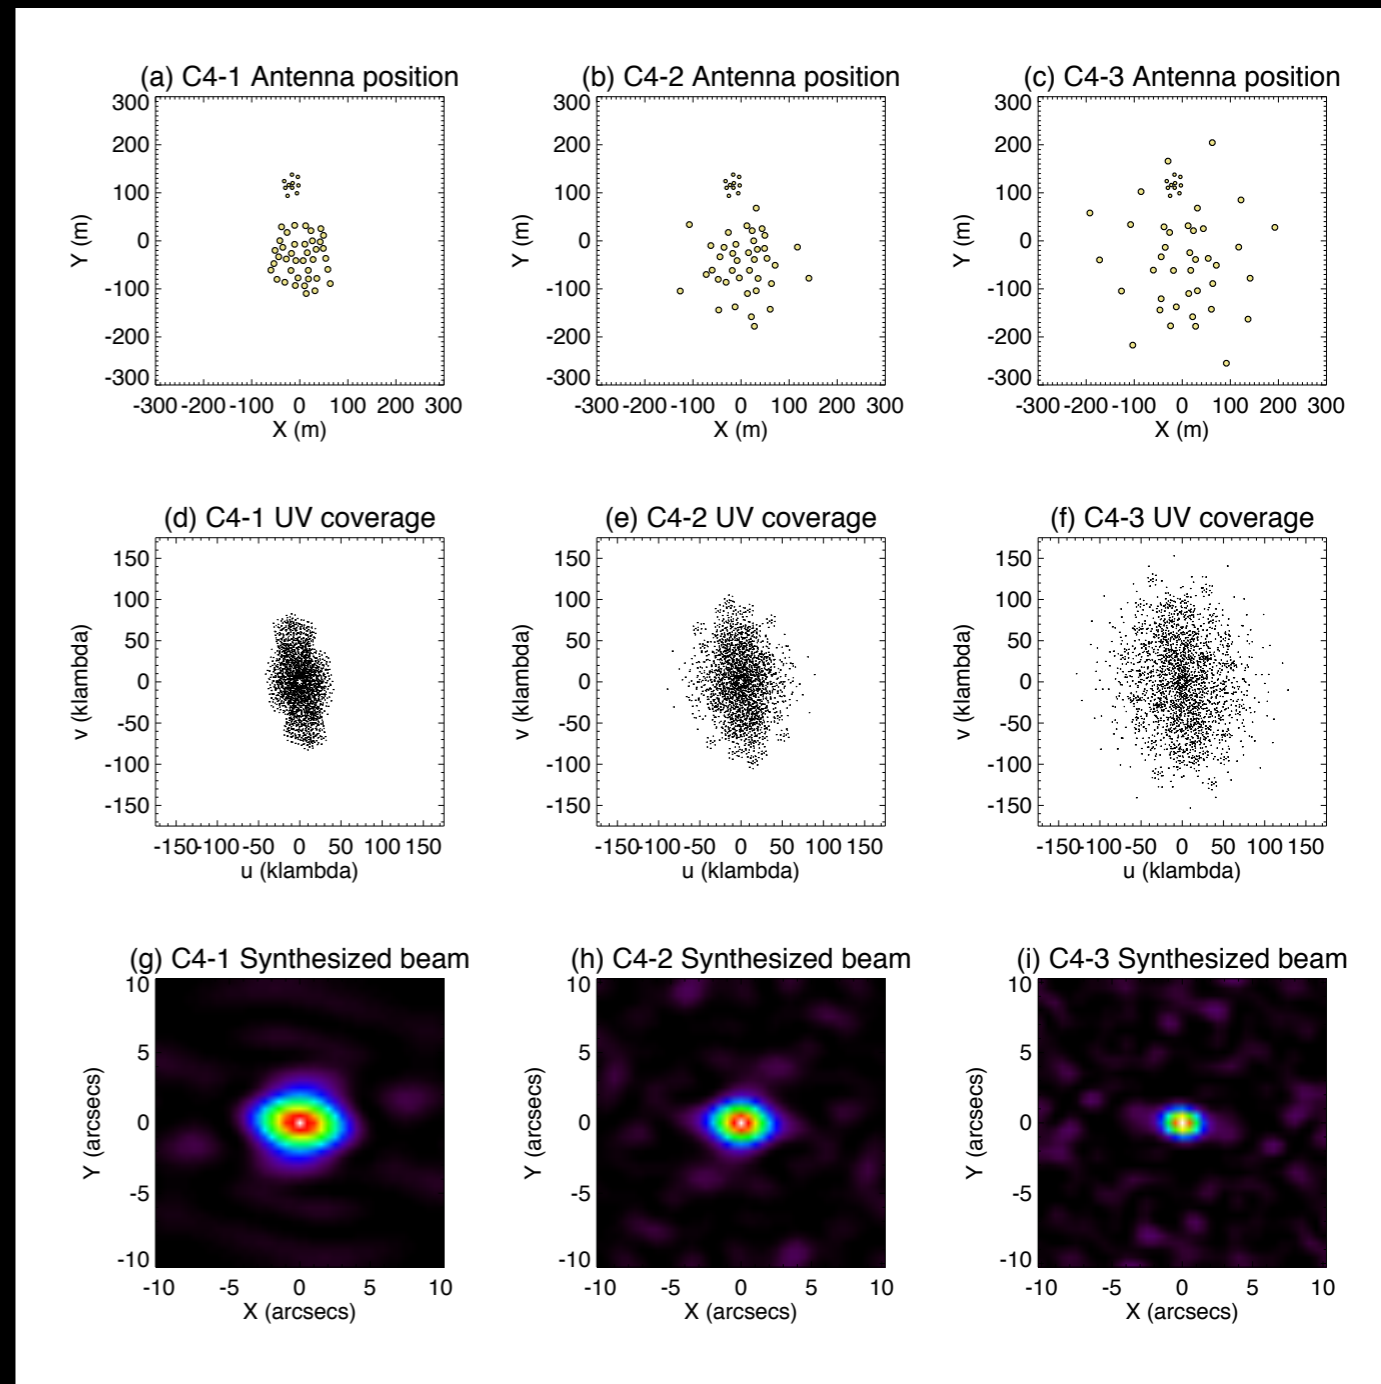 (a) C4-1 Antenna position
(b) C4-2 Antenna position
(c) C4-3 Antenna position
300
200
100
0
-100
-200
-300
Y (m)
-300 -200 -100 0 100 200 300
X (m)
300
200
100
0
-100
-200
-300
Y (m)
-300 -200 -100 0 100 200 300
X (m)
300
200
100
0
-100
-200
-300
Y (m)
-300 -200 -100 0 100 200 300
X (m)
(d) C4-1 UV coverage
(e) C4-2 UV coverage
(f) C4-3 UV coverage
150
100
50
0
-50
-100
-150
v (klambda)
-150 -100 -50 0 50 100 150
u (klambda)
150
100
50
0
-50
-100
-150
v (klambda)
-150 -100 -50 0 50 100 150
u (klambda)
150
100
50
0
-50
-100
-150
v (klambda)
-150 -100 -50 0 50 100 150
u (klambda)
(g) C4-1 Synthesized beam
(h) C4-2 Synthesized beam
(i) C4-3 Synthesized beam
10
5
0
-5
-10
Y (arcsecs)
-10 -5 0 5 10
X (arcsecs)
10
5
0
-5
-10
Y (arcsecs)
-10 -5 0 5 10
X (arcsecs)
10
5
0
-5
-10
Y (arcsecs)
-10 -5 0 5 10
X (arcsecs)